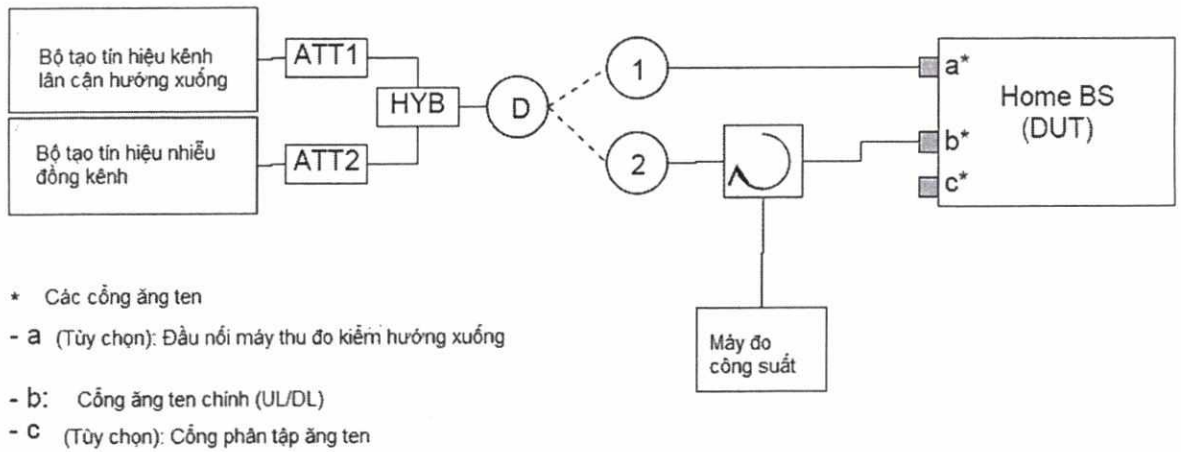 Bộ tạo tín hiệu kênh
lân cận hướng xuống
ATT1
HYB
D
1
2
Bộ tạo tín hiệu nhiễu
đồng kênh
ATT2
a*
b*
c*
Home BS
(DUT)
Máy đo
công suất
* Các cổng ăng ten
- a (Tùy chọn): Đầu nối máy thu đo kiểm hướng xuống
- b: Cổng ăng ten chính (UL/DL)
- c (Tùy chọn): Cổng phân tập ăng ten